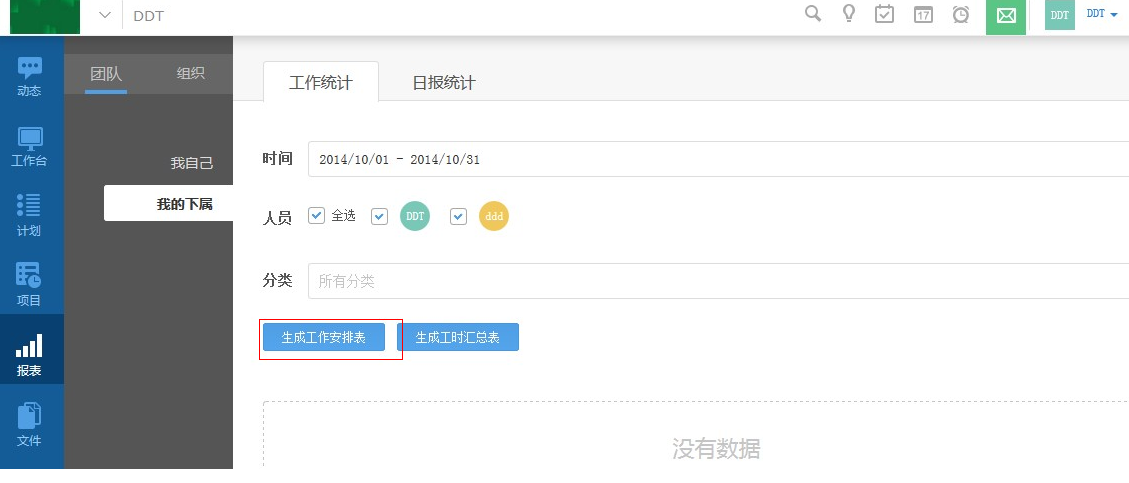 DDT
17
DDT
DDT
动态
工作台
计划
项目
报表
文件
团队
组织
我自己
我的下属
工作统计
日报统计
时间
2014/10/01 - 2014/10/31
人员
全选
DDT
ddd
分类
所有分类
生成工作安排表
生成工时汇总表
没有数据